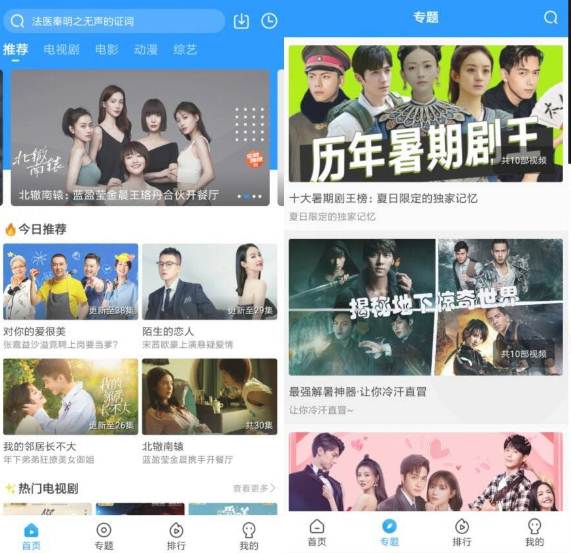 法医秦明之无声的证词
推荐 电视剧 电影 动漫 综艺
北辙南辕
北辙南辕：蓝盈莹金晨王珞丹合伙开餐厅
今日推荐
更新至38集
更新至29集
对你的爱很美
陌生的恋人
张嘉益沙溢竞聘上岗要当爹？
宋茜欧豪上演悬疑爱情
我的邻居长不大
更新至26集
共30集
我的邻居长不大
北辙南辕
年下弟弟狂撩美女御姐
蓝盈莹金晨携手开餐厅
热门电视剧
查看更多>
首页 专题 排行 我的
专题
历年暑期剧王
共10部视频
十大暑期剧王榜：夏日限定的独家记忆
夏日限定的独家记忆
揭秘地下惊奇世界
共10部视频
最强解暑神器·让你冷汗直冒
让你冷汗直冒~
首页 专题 排行 我的